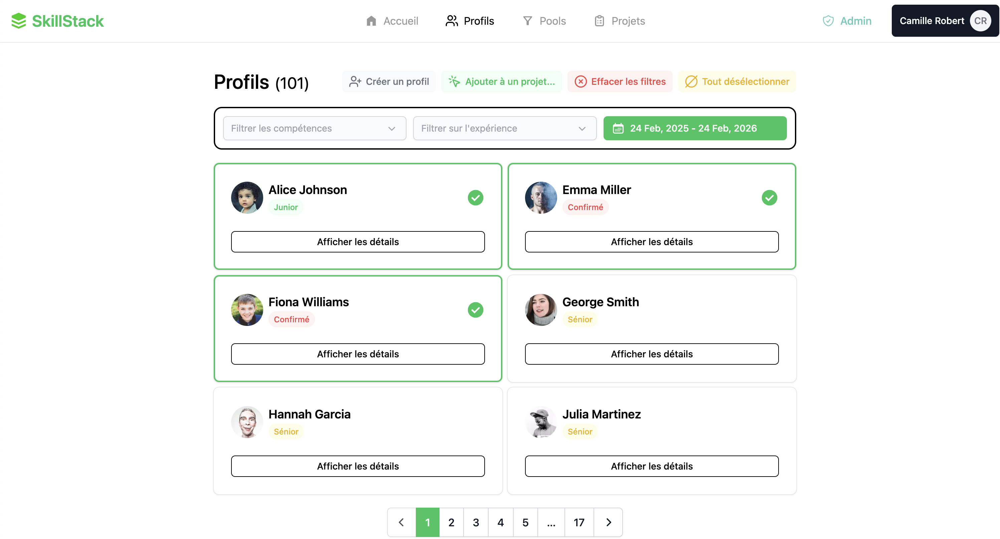 SkillStack
Accueil
Profils
Pools
Projets
Admin
Camille Robert CR
Profils (101)
Créer un profil
Ajouter à un projet...
Effacer les filtres
Tout désélectionner
Filtrer les compétences
Filtrer sur l'expérience
24 Feb, 2025 - 24 Feb, 2026
Alice Johnson
Junior
Afficher les détails
Emma Miller
Confirmé
Afficher les détails
Fiona Williams
Confirmé
Afficher les détails
George Smith
Sénior
Afficher les détails
Hannah Garcia
Sénior
Afficher les détails
Julia Martinez
Sénior
Afficher les détails
1 2 3 4 5 ... 17